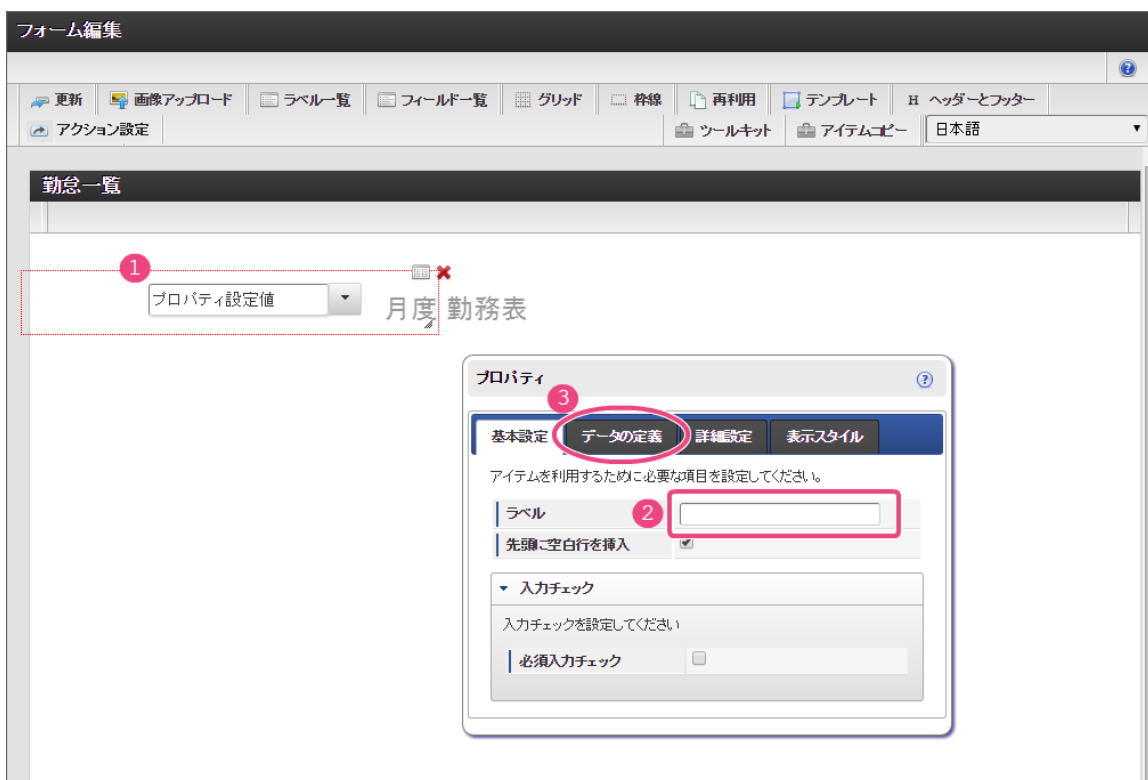 フォーム編集
更新 画像アップロード ラベル一覧 フィールド一覧 グリッド 枠線 再利用 テンプレート H ヘッダーとフッター
アクション設定 ツールキット アイテムコピー 日本語
勤怠一覧
1
プロパティ設定値 月度 勤務表
プロパティ
3
基本設定 データの定義 詳細設定 表示スタイル
アイテムを利用するために必要な項目を設定してください。
ラベル 2
先頭に空白行を挿入
入力チェック
入力チェックを設定してください
必須入力チェック